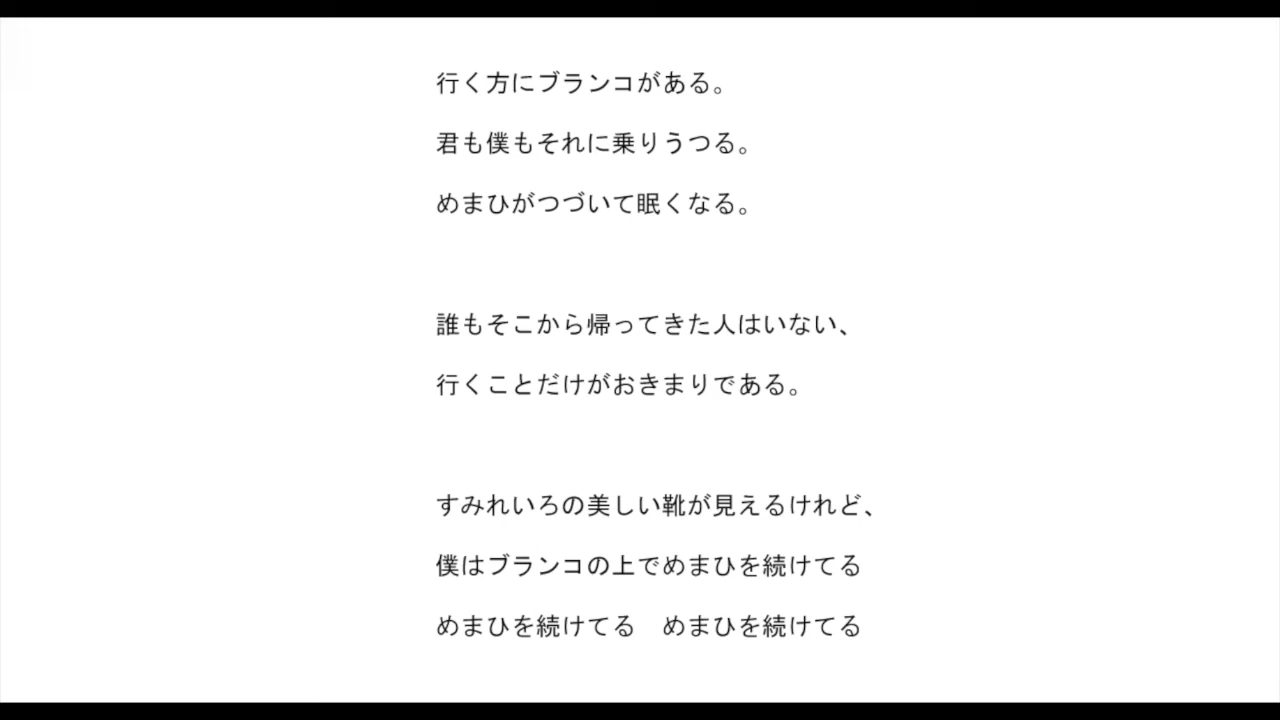 行く方にブランコがある。
君も僕もそれに乗りうつる。
めまひがつづいて眠くなる。
誰もそこから帰ってきた人はいない、
行くことだけがおきまりである。
すみれいろの美しい靴が見えるけれど、
僕はブランコの上でめまひを続けてる
めまひを続けてる　めまひを続けてる